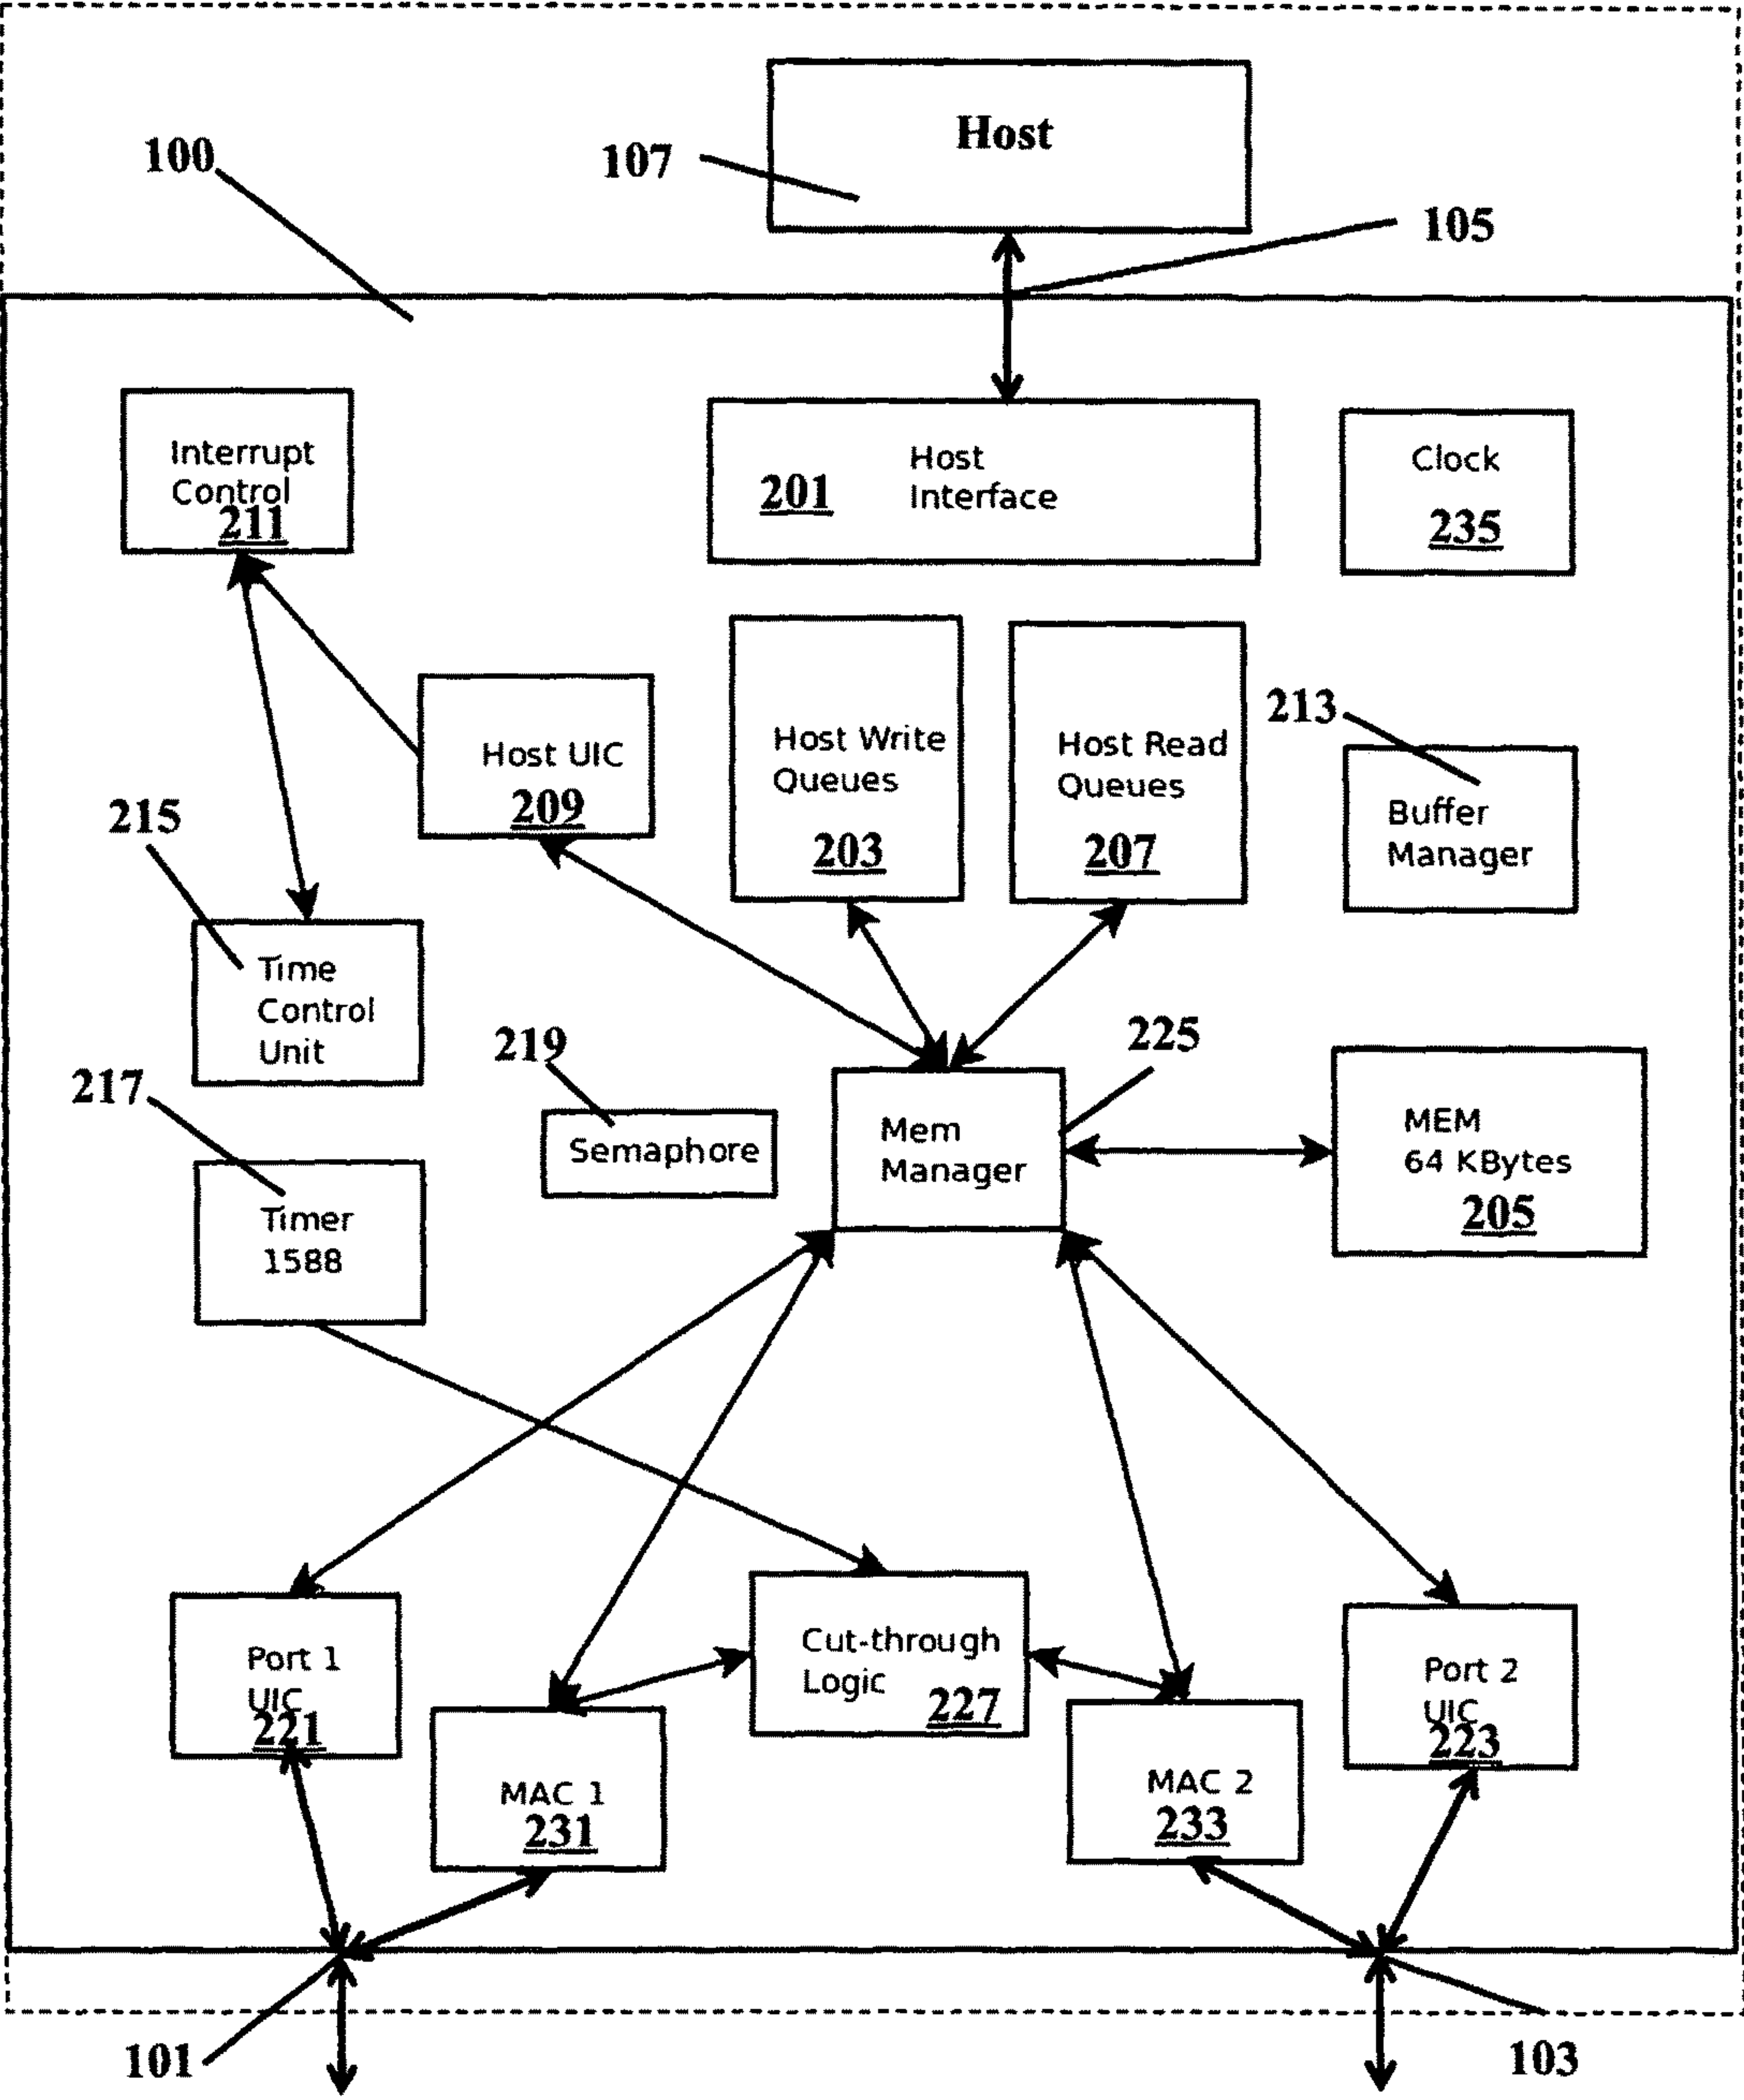 Host
107
100
105
Interrupt
Control
211
201
Host
Interface
Clock
235
Host UIC
209
Host Write
Queues
203
Host Read
Queues
207
213
Buffer
Manager
215
Time
Control
Unit
217
219
Semaphore
225
Mem
Manager
MEM
64 KBytes
205
Timer
1588
Port 1
UIC
221
MAC 1
231
Cut-through
Logic
227
MAC 2
233
Port 2
UIC
223
101
103